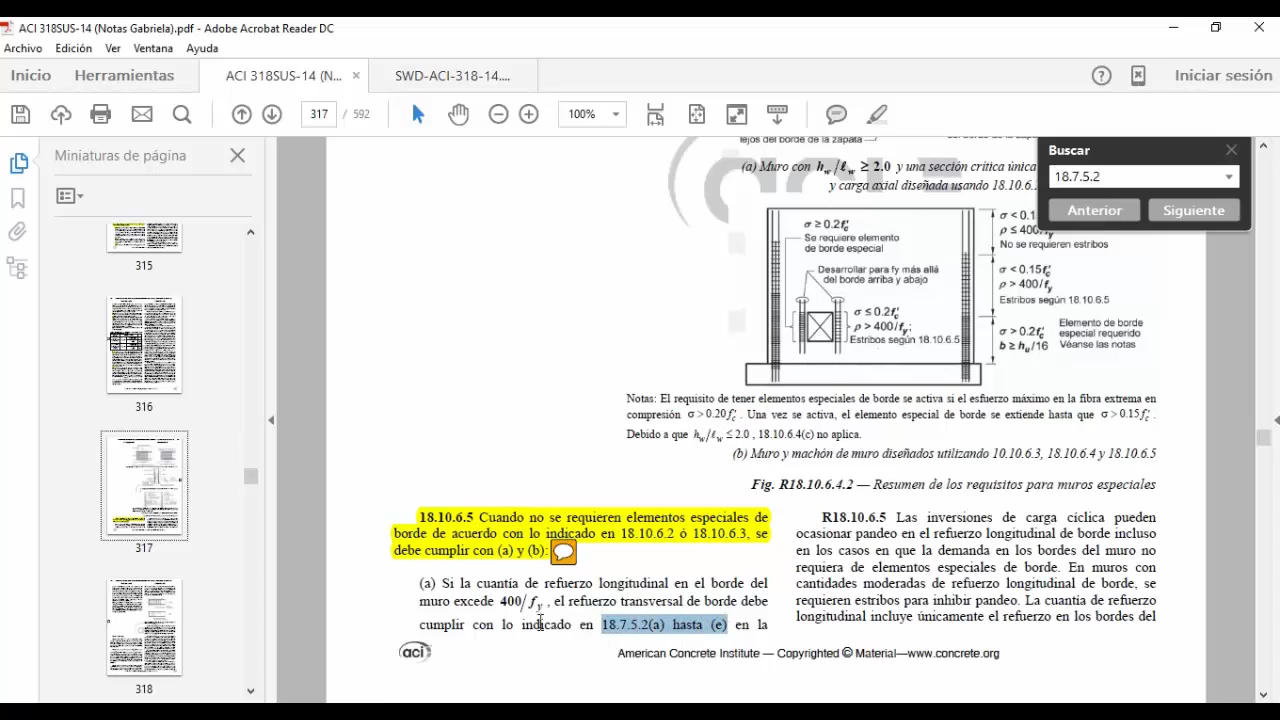 ACI 318SUS-14 (Notas Gabriela).pdf - Adobe Acrobat Reader DC
Archivo Edición Ver Ventana Ayuda
Inicio Herramientas ACI 318SUS-14 (N... × SWD-ACI-318-14.... Iniciar sesión
317 / 592 100%
Miniaturas de página
315
316
317
318
Buscar
18.7.5.2
Anterior Siguiente
lejos del borde de la zapata
(a) Muro con hw/ℓw ≥ 2.0 y una sección crítica única
y carga axial diseñada usando 18.10.6.
σ ≥ 0.2f′c
Se requiere elemento
de borde especial
Desarrollar para fy más allá
del borde arriba y abajo
σ ≤ 0.2f′c
ρ > 400/fy;
Estribos según 18.10.6.5
σ < 0.1
ρ ≤ 400/
No se requieren estribos
σ < 0.15f′c
ρ > 400/fy
Estribos según 18.10.6.5
σ > 0.2f′c
b ≥ hu/16
Elemento de borde
especial requerido
Véanse las notas
Notas: El requisito de tener elementos especiales de borde se activa si el esfuerzo máximo en la fibra extrema en
compresión σ > 0.20f′c . Una vez se activa, el elemento especial de borde se extiende hasta que σ > 0.15f′c .
Debido a que hw/ℓw ≤ 2.0 , 18.10.6.4(c) no aplica.
(b) Muro y machón de muro diseñados utilizando 10.10.6.3, 18.10.6.4 y 18.10.6.5
Fig. R18.10.6.4.2 — Resumen de los requisitos para muros especiales
18.10.6.5 Cuando no se requieren elementos especiales de
borde de acuerdo con lo indicado en 18.10.6.2 ó 18.10.6.3, se
debe cumplir con (a) y (b):
(a) Si la cuantía de refuerzo longitudinal en el borde del
muro excede 400/fy , el refuerzo transversal de borde debe
cumplir con lo indicado en 18.7.5.2(a) hasta (e) en la
R18.10.6.5 Las inversiones de carga cíclica pueden
ocasionar pandeo en el refuerzo longitudinal de borde incluso
en los casos en que la demanda en los bordes del muro no
requiera de elementos especiales de borde. En muros con
cantidades moderadas de refuerzo longitudinal de borde, se
requieren estribos para inhibir pandeo. La cuantía de refuerzo
longitudinal incluye únicamente el refuerzo en los bordes del
aci American Concrete Institute — Copyrighted © Material—www.concrete.org